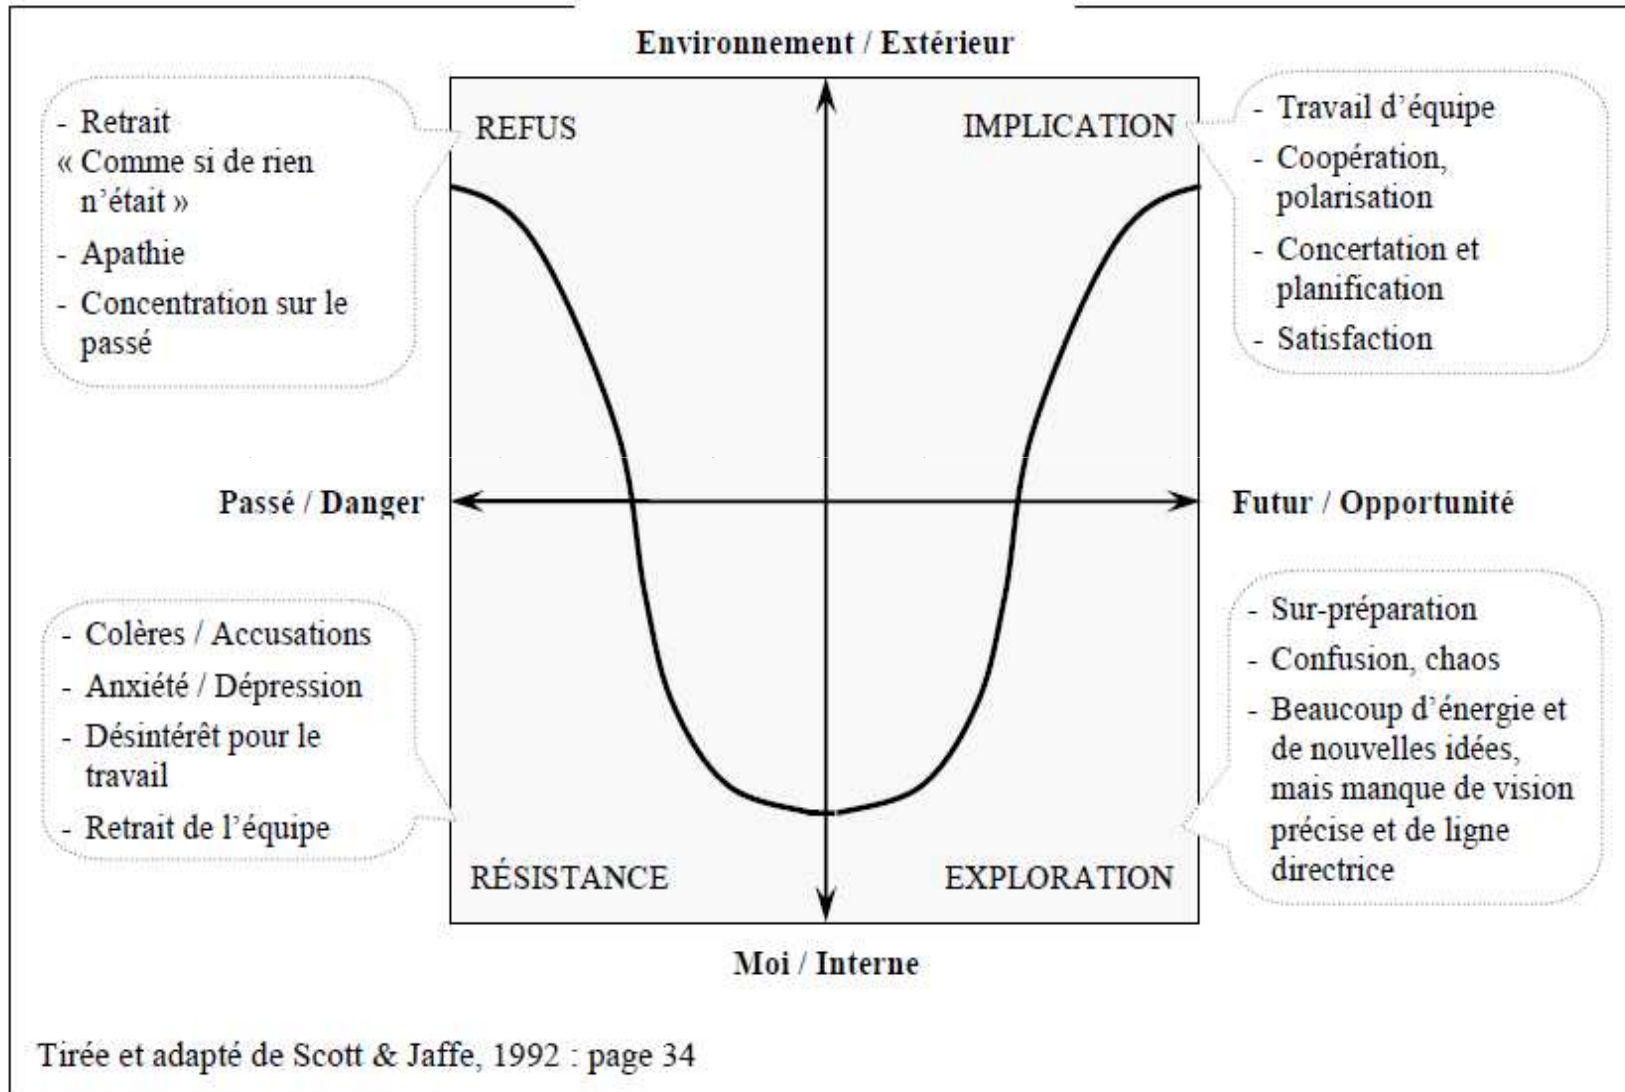 Environnement / Extérieur
- Retrait
« Comme si de rien
n’était »
- Apathie
- Concentration sur le
passé
REFUS
IMPLICATION
- Travail d’équipe
- Coopération,
polarisation
- Concertation et
planification
- Satisfaction
Passé / Danger
Futur / Opportunité
- Colères / Accusations
- Anxiété / Dépression
- Désintérêt pour le
travail
- Retrait de l’équipe
RÉSISTANCE
EXPLORATION
- Sur-préparation
- Confusion, chaos
- Beaucoup d’énergie et
de nouvelles idées,
mais manque de vision
précise et de ligne
directrice
Moi / Interne
Tirée et adapté de Scott & Jaffe, 1992 : page 34